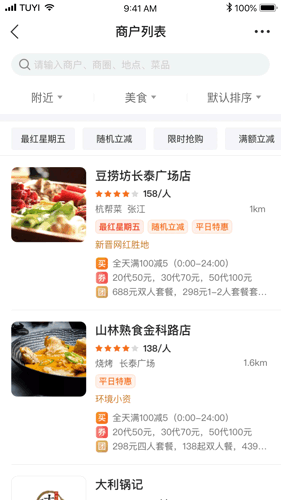 TUYI
9:41 AM
100%
商户列表
请输入商户、商圈、地点、菜品
附近
美食
默认排序
最红星期五
随机立减
限时抢购
满额立减
豆捞坊长泰广场店
158/人
杭帮菜 张江
1km
最红星期五 随机立减 平日特惠
新晋网红胜地
买 全天满100减5（0:00~24:00）
券 20代50元，30代70元，50代100元
团 688元双人套餐，298元1~2人套餐...
山林熟食金科路店
138/人
烧烤 长泰广场
1.6km
平日特惠
环境小资
买 全天满100减5（0:00~24:00）
券 20代50元，30代70元，50代100元
团 298元四人套餐，138起双人餐，439...
大利锅记